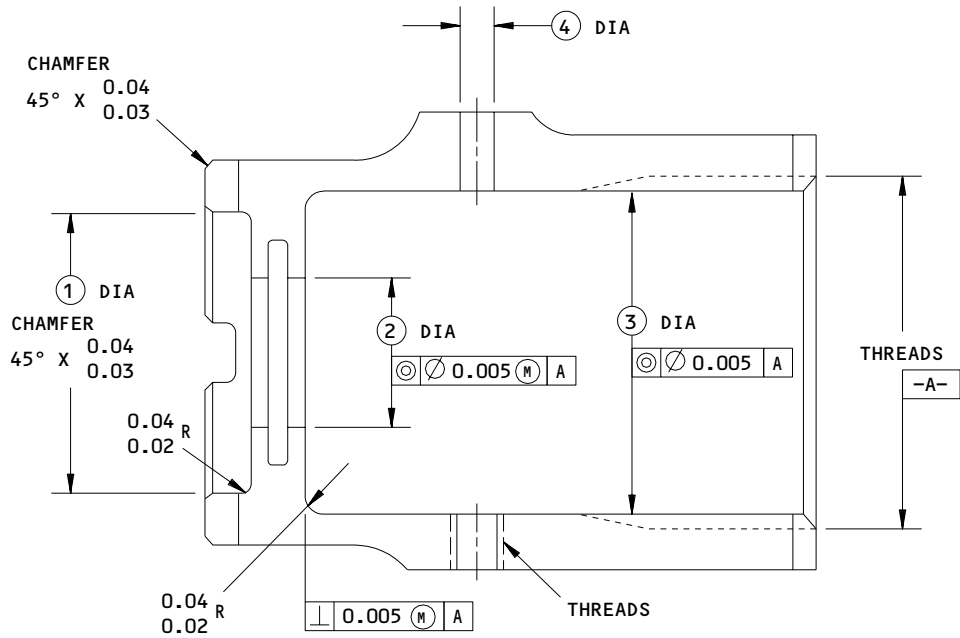 4 DIA
CHAMFER
45° X 0.04
0.03
1 DIA
CHAMFER
45° X 0.04
0.03
2 DIA
◎ ⌀ 0.005 Ⓜ A
3 DIA
◎ ⌀ 0.005 A
THREADS
-A-
0.04 R
0.02
0.04 R
0.02
⊥ 0.005 Ⓜ A
THREADS